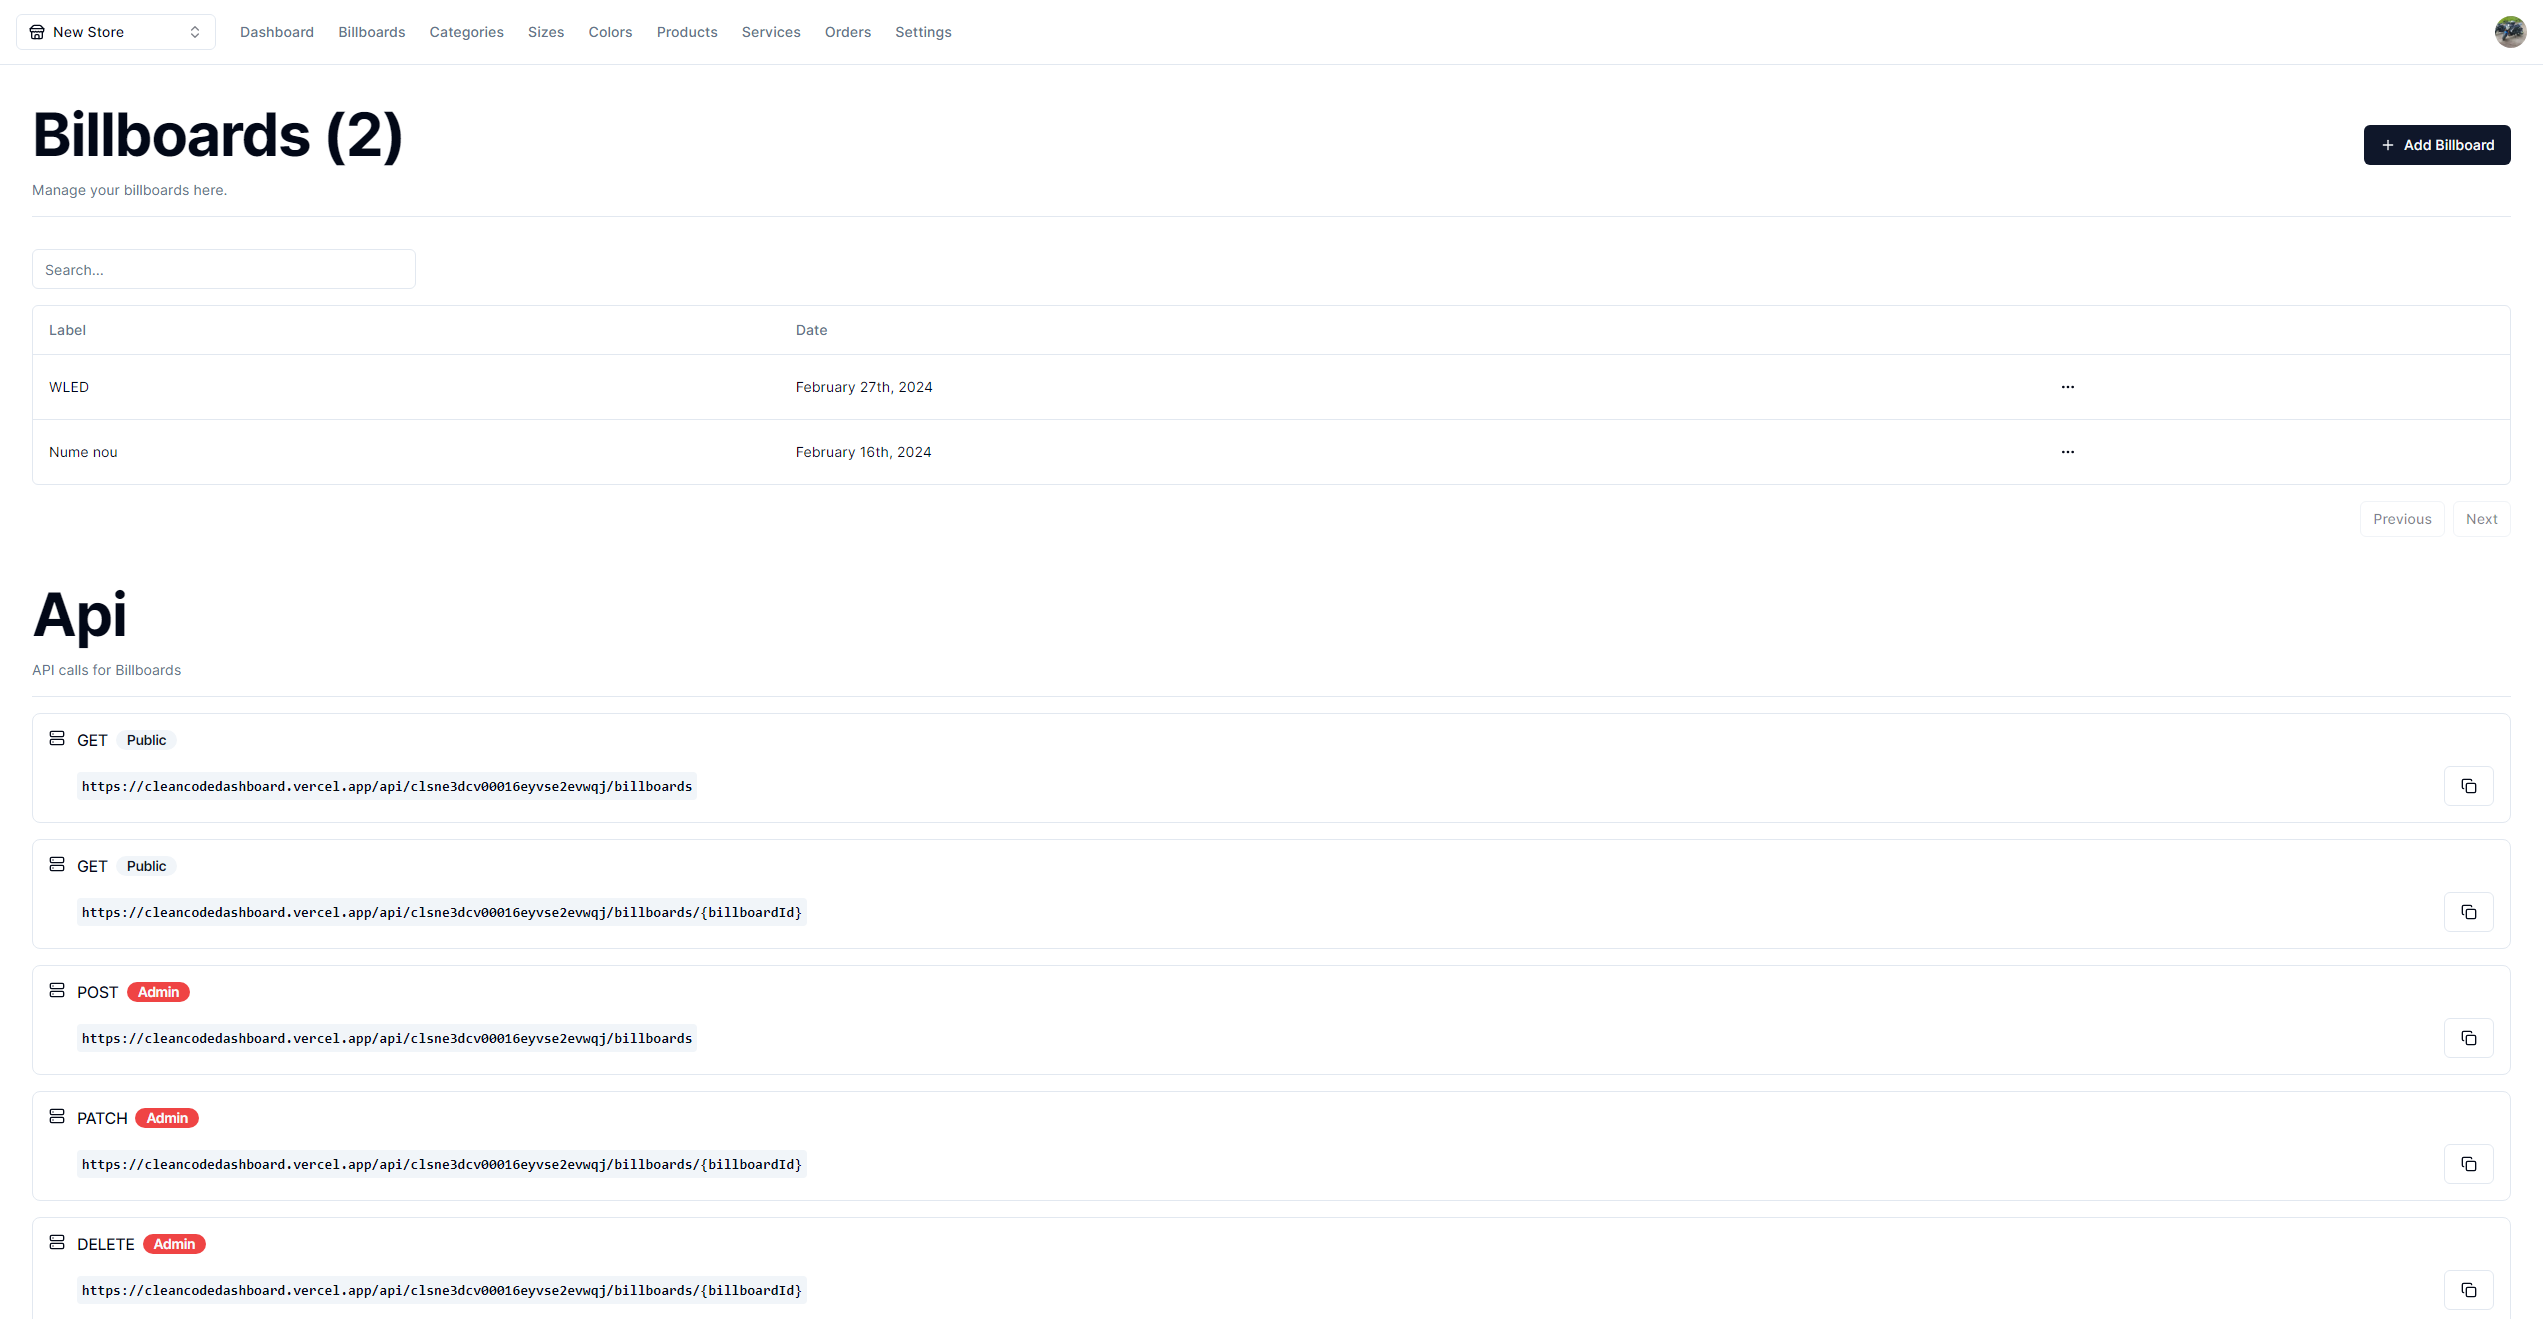 New Store Dashboard Billboards Categories Sizes Colors Products Services Orders Settings
Billboards (2)
+ Add Billboard
Manage your billboards here.
Search...
Label Date
WLED February 27th, 2024 ...
Nume nou February 16th, 2024 ...
Previous Next
Api
API calls for Billboards
GET Public
https://cleancodedashboard.vercel.app/api/clsne3dcv00016eyvse2evwqj/billboards
GET Public
https://cleancodedashboard.vercel.app/api/clsne3dcv00016eyvse2evwqj/billboards/{billboardId}
POST Admin
https://cleancodedashboard.vercel.app/api/clsne3dcv00016eyvse2evwqj/billboards
PATCH Admin
https://cleancodedashboard.vercel.app/api/clsne3dcv00016eyvse2evwqj/billboards/{billboardId}
DELETE Admin
https://cleancodedashboard.vercel.app/api/clsne3dcv00016eyvse2evwqj/billboards/{billboardId}